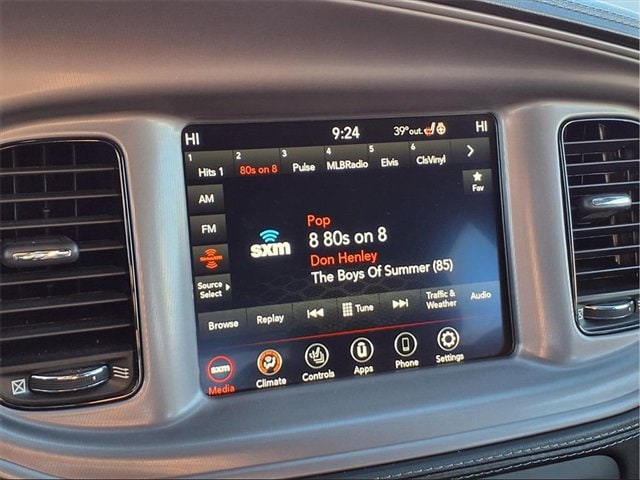 HI 9:24 39°out. HI
1 2 3 4 5 6
Hits 1 80s on 8 Pulse MLBRadio Elvis ClsVinyl
AM
Fav
FM
Pop
sxm 8 80s on 8
SiriusXM
Don Henley
The Boys Of Summer (85)
Source
Select
Browse Replay Tune Traffic & Weather Audio
sxm
Media Climate Controls Apps Phone Settings